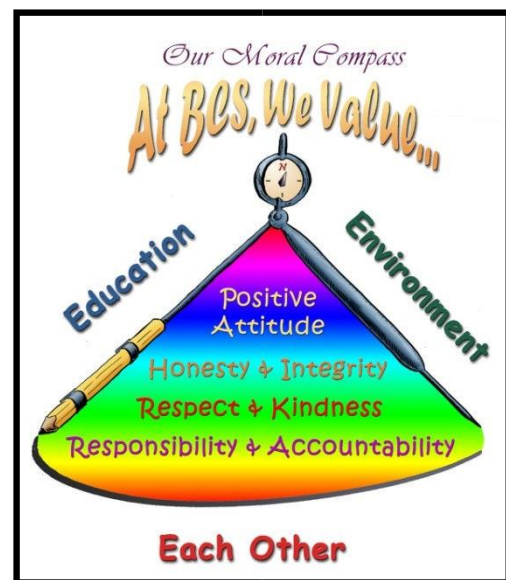 Our Moral Compass
At BCS, We Value...
N
Education
Environment
Positive
Attitude
Honesty & Integrity
Respect & Kindness
Responsibility & Accountability
Each Other